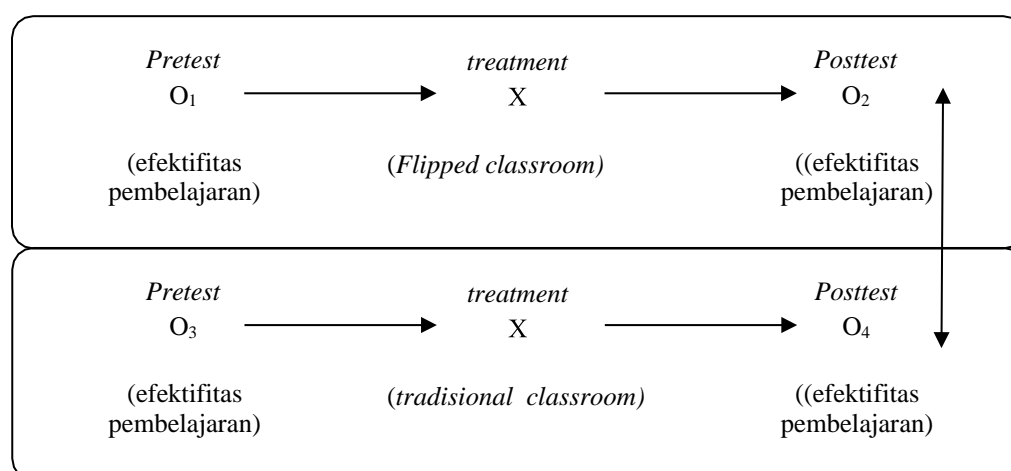 Pretest treatment Posttest
O₁ X O₂
(efektifitas (Flipped classroom) ((efektifitas
pembelajaran) pembelajaran)
Pretest treatment Posttest
O₃ X O₄
(efektifitas (tradisional classroom) ((efektifitas
pembelajaran) pembelajaran)